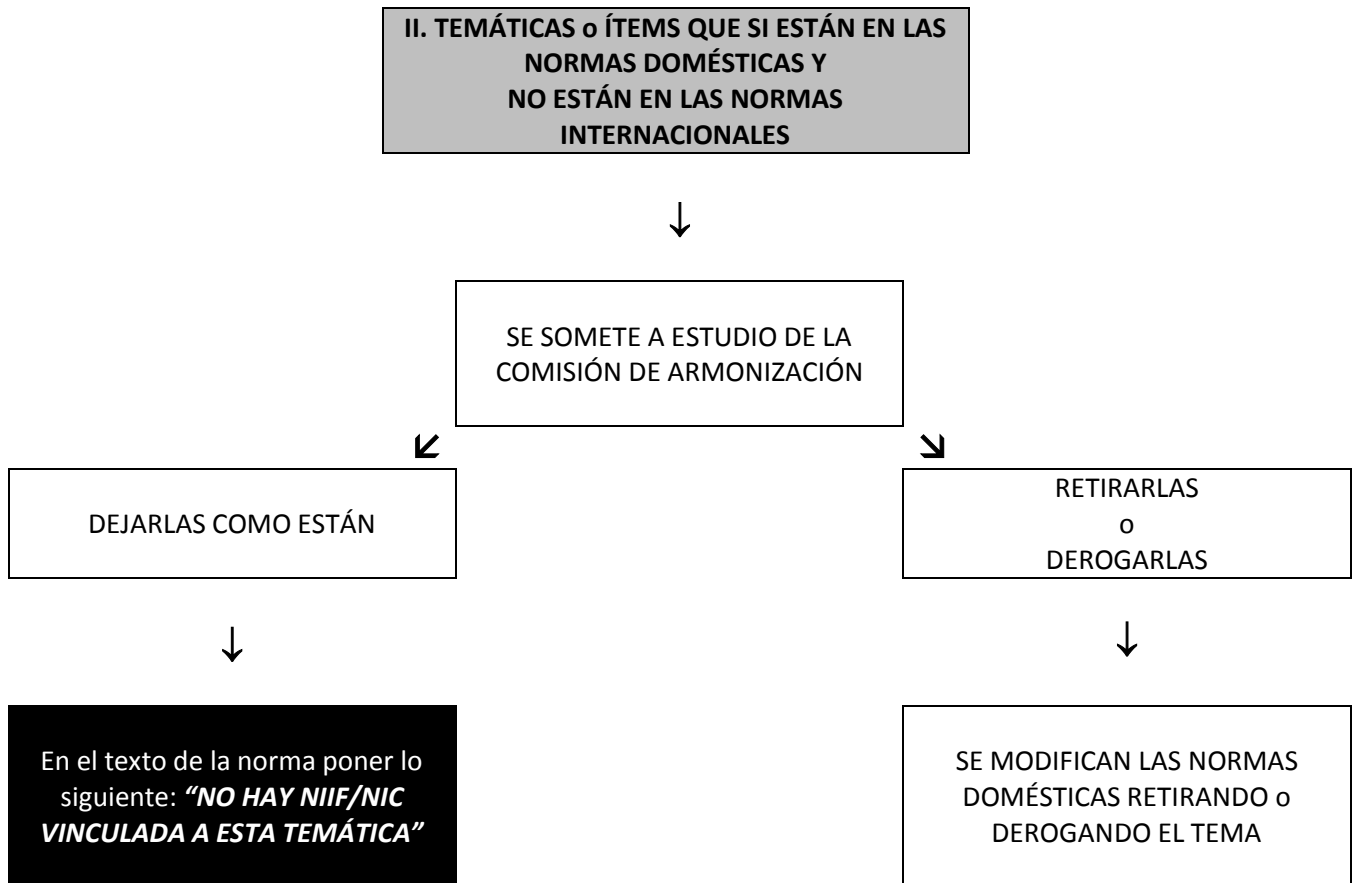 II. TEMÁTICAS o ÍTEMS QUE SI ESTÁN EN LAS
NORMAS DOMÉSTICAS Y
NO ESTÁN EN LAS NORMAS
INTERNACIONALES
SE SOMETE A ESTUDIO DE LA
COMISIÓN DE ARMONIZACIÓN
DEJARLAS COMO ESTÁN
RETIRARLAS
o
DEROGARLAS
En el texto de la norma poner lo
siguiente: “NO HAY NIIF/NIC
VINCULADA A ESTA TEMÁTICA”
SE MODIFICAN LAS NORMAS
DOMÉSTICAS RETIRANDO o
DEROGANDO EL TEMA